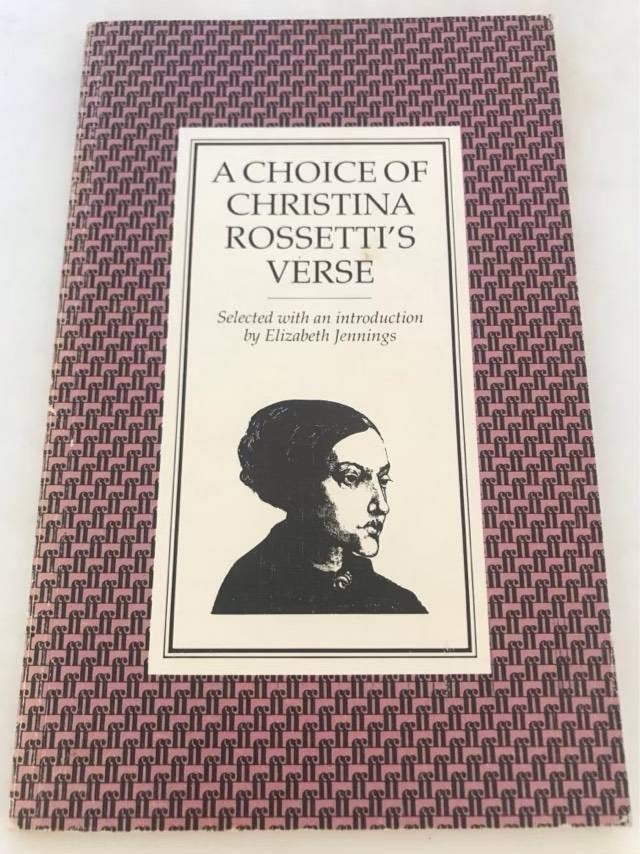 A CHOICE OF
CHRISTINA
ROSSETTI'S
VERSE
Selected with an introduction
by Elizabeth Jennings